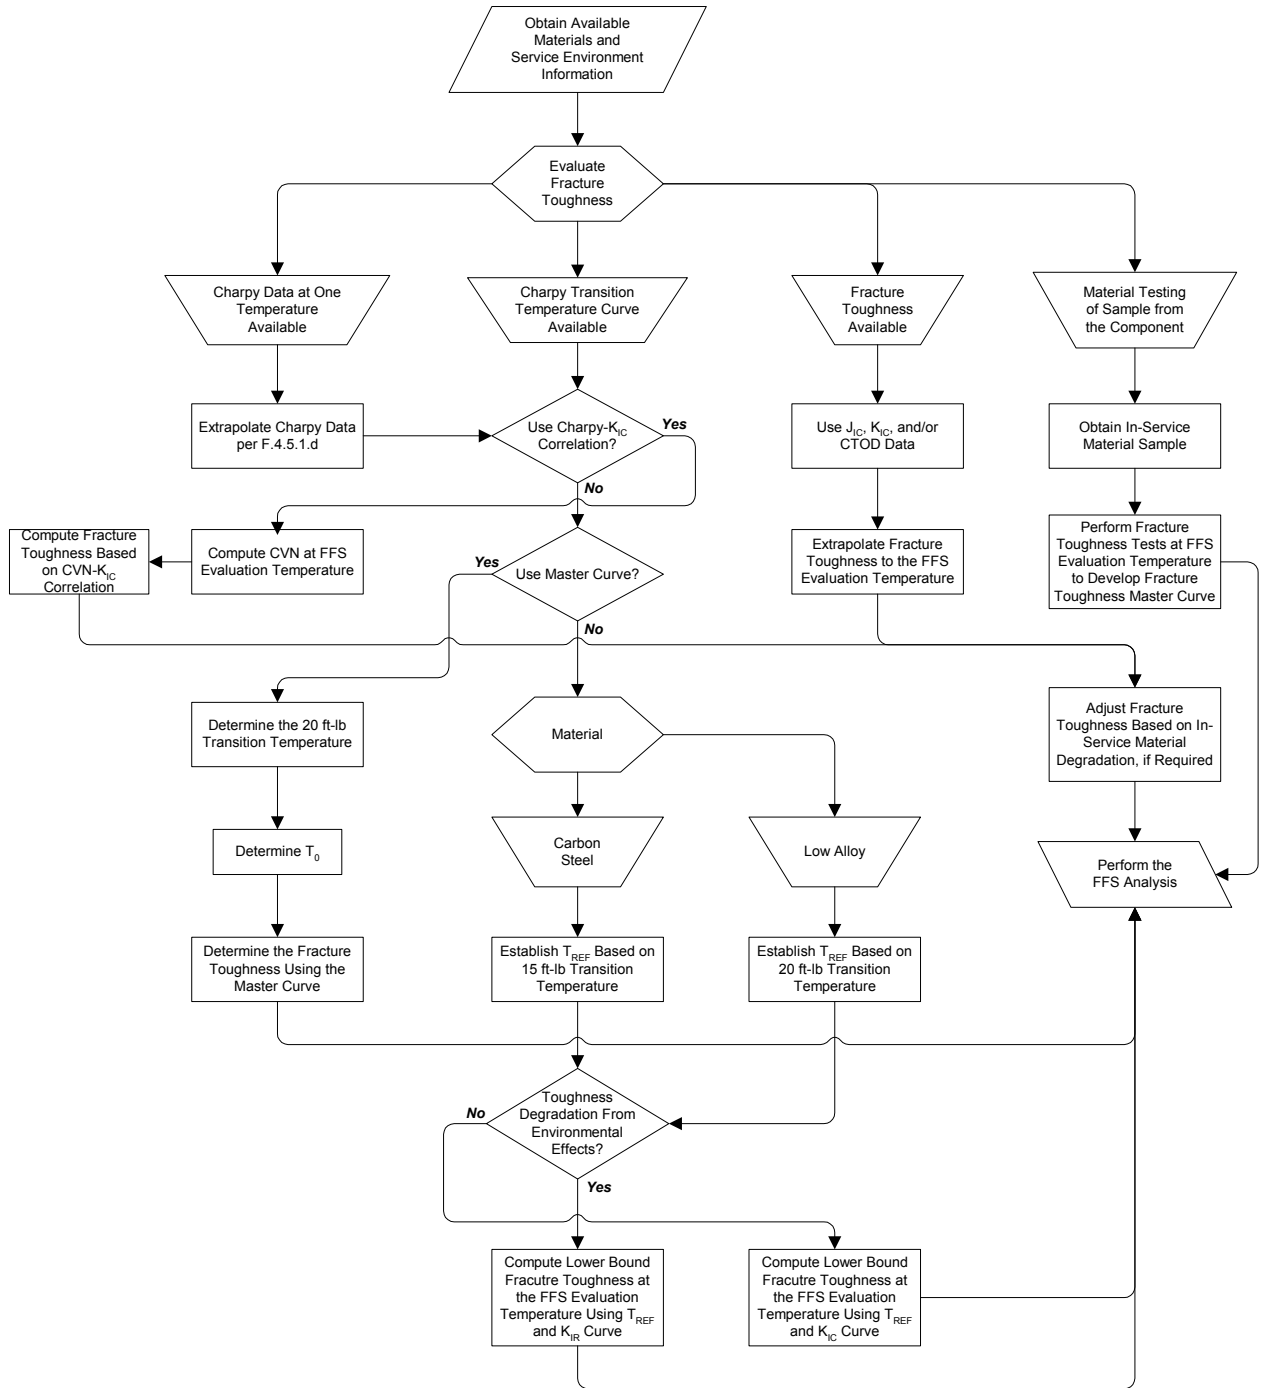 Obtain Available
Materials and
Service Environment
Information
Evaluate
Fracture
Toughness
Charpy Data at One
Temperature
Available
Charpy Transition
Temperature Curve
Available
Fracture
Toughness
Available
Material Testing
of Sample from
the Component
Extrapolate Charpy Data
per F.4.5.1.d
Use Charpy-K_IC
Correlation?
Yes
No
Use J_IC, K_IC, and/or
CTOD Data
Obtain In-Service
Material Sample
Compute Fracture
Toughness Based
on CVN-K_IC
Correlation
Compute CVN at FFS
Evaluation Temperature
Yes
Use Master Curve?
No
Extrapolate Fracture
Toughness to the FFS
Evaluation Temperature
Perform Fracture
Toughness Tests at FFS
Evaluation Temperature
to Develop Fracture
Toughness Master Curve
Determine the 20 ft-lb
Transition Temperature
Material
Adjust Fracture
Toughness Based on In-
Service Material
Degradation, if Required
Determine T_0
Carbon
Steel
Low Alloy
Perform the
FFS Analysis
Determine the Fracture
Toughness Using the
Master Curve
Establish T_REF Based on
15 ft-lb Transition
Temperature
Establish T_REF Based on
20 ft-lb Transition
Temperature
No
Toughness
Degradation From
Environmental
Effects?
Yes
Compute Lower Bound
Fracutre Toughness at
the FFS Evaluation
Temperature Using T_REF
and K_IR Curve
Compute Lower Bound
Fracutre Toughness at
the FFS Evaluation
Temperature Using T_REF
and K_IC Curve